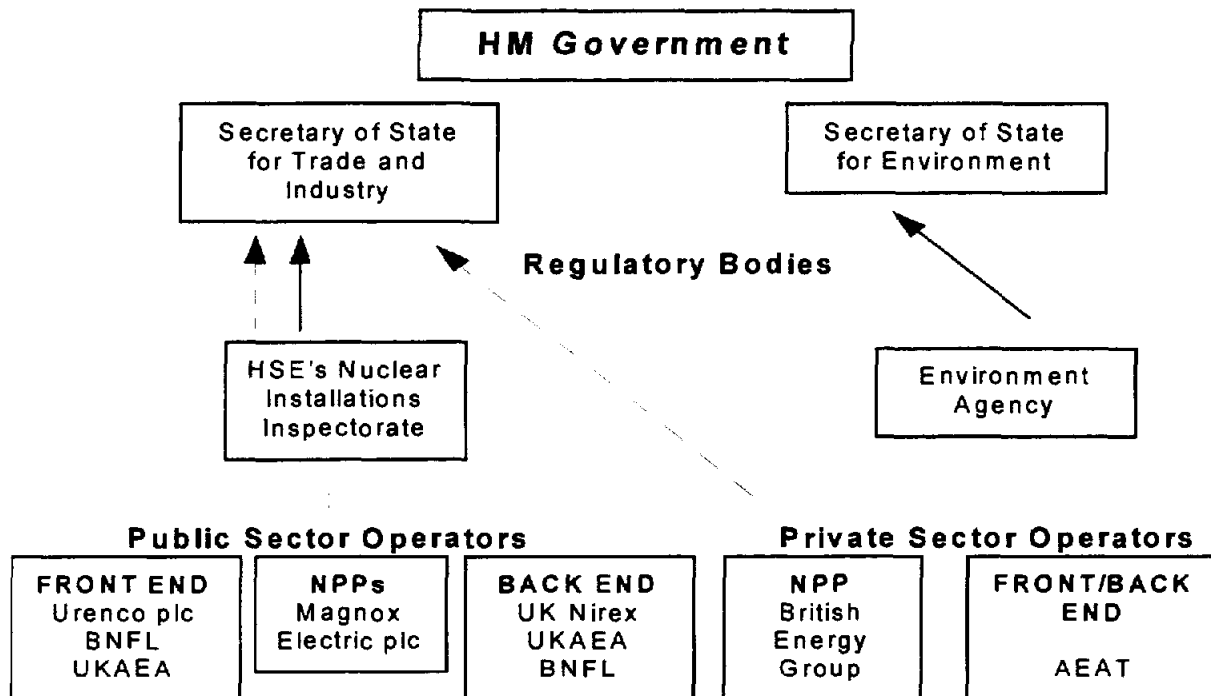 HM Government
Secretary of State
for Trade and
Industry
Secretary of State
for Environment
Regulatory Bodies
HSE's Nuclear
Installations
Inspectorate
Environment
Agency
Public Sector Operators
Private Sector Operators
FRONT END
Urenco plc
BNFL
UKAEA
NPPs
Magnox
Electric plc
BACK END
UK Nirex
UKAEA
BNFL
NPP
British
Energy
Group
FRONT/BACK
END
AEAT